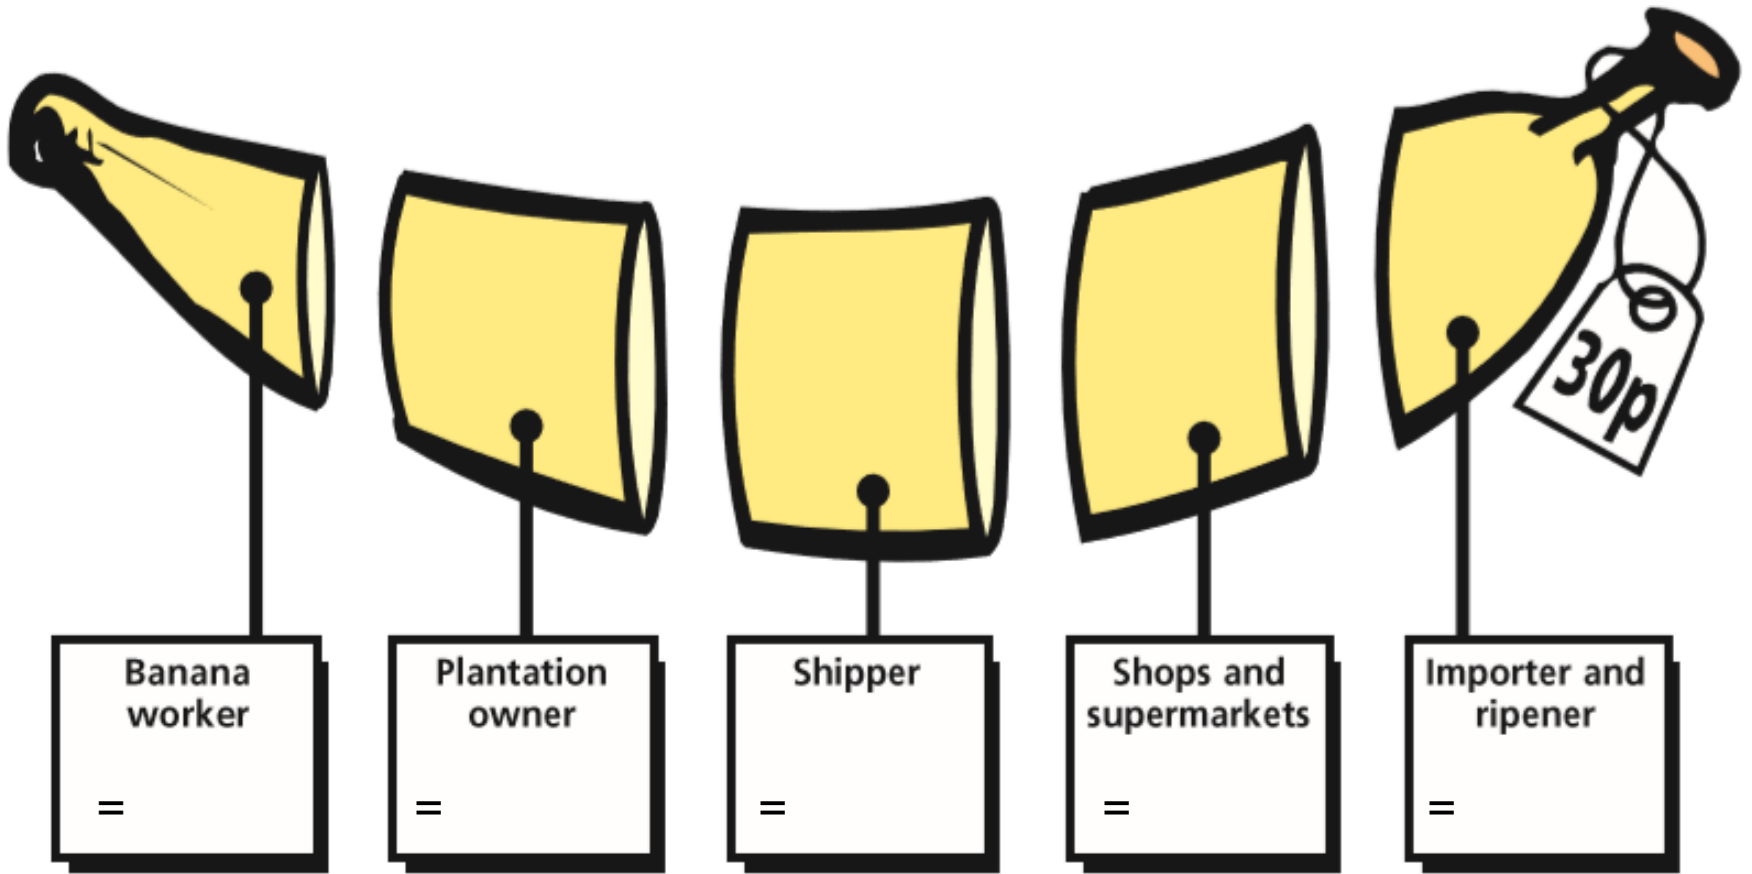 30p
Banana
worker
=
Plantation
owner
=
Shipper
=
Shops and
supermarkets
=
Importer and
ripener
=